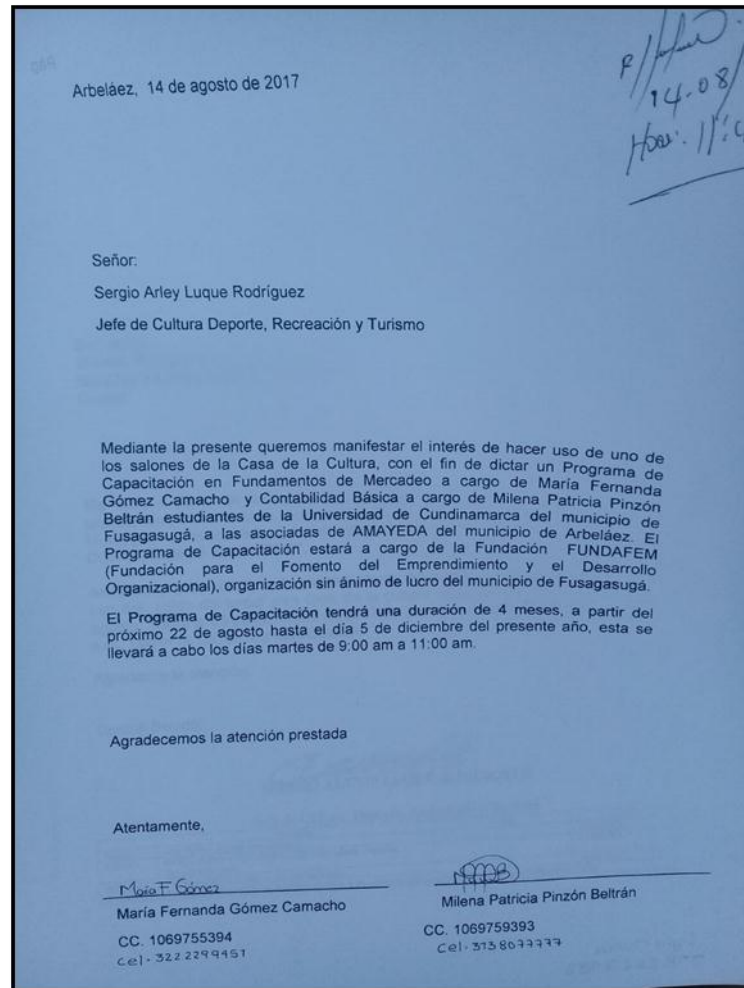 Arbeláez, 14 de agosto de 2017
14-08/
Hora: 11:
Señor:
Sergio Arley Luque Rodríguez
Jefe de Cultura Deporte, Recreación y Turismo
Mediante la presente queremos manifestar el interés de hacer uso de uno de
los salones de la Casa de la Cultura, con el fin de dictar un Programa de
Capacitación en Fundamentos de Mercadeo a cargo de María Fernanda
Gómez Camacho y Contabilidad Básica a cargo de Milena Patricia Pinzón
Beltrán estudiantes de la Universidad de Cundinamarca del municipio de
Fusagasugá, a las asociadas de AMAYEDA del municipio de Arbeláez. El
Programa de Capacitación estará a cargo de la Fundación FUNDAFEM
(Fundación para el Fomento del Emprendimiento y el Desarrollo
Organizacional), organización sin ánimo de lucro del municipio de Fusagasugá.
El Programa de Capacitación tendrá una duración de 4 meses, a partir del
próximo 22 de agosto hasta el día 5 de diciembre del presente año, esta se
llevará a cabo los días martes de 9:00 am a 11:00 am.
Agradecemos la atención prestada
Atentamente,
María F Gómez
María Fernanda Gómez Camacho
CC. 1069755394
Cel. 3222299451
Milena Patricia Pinzón Beltrán
CC. 1069759393
Cel. 3138077777